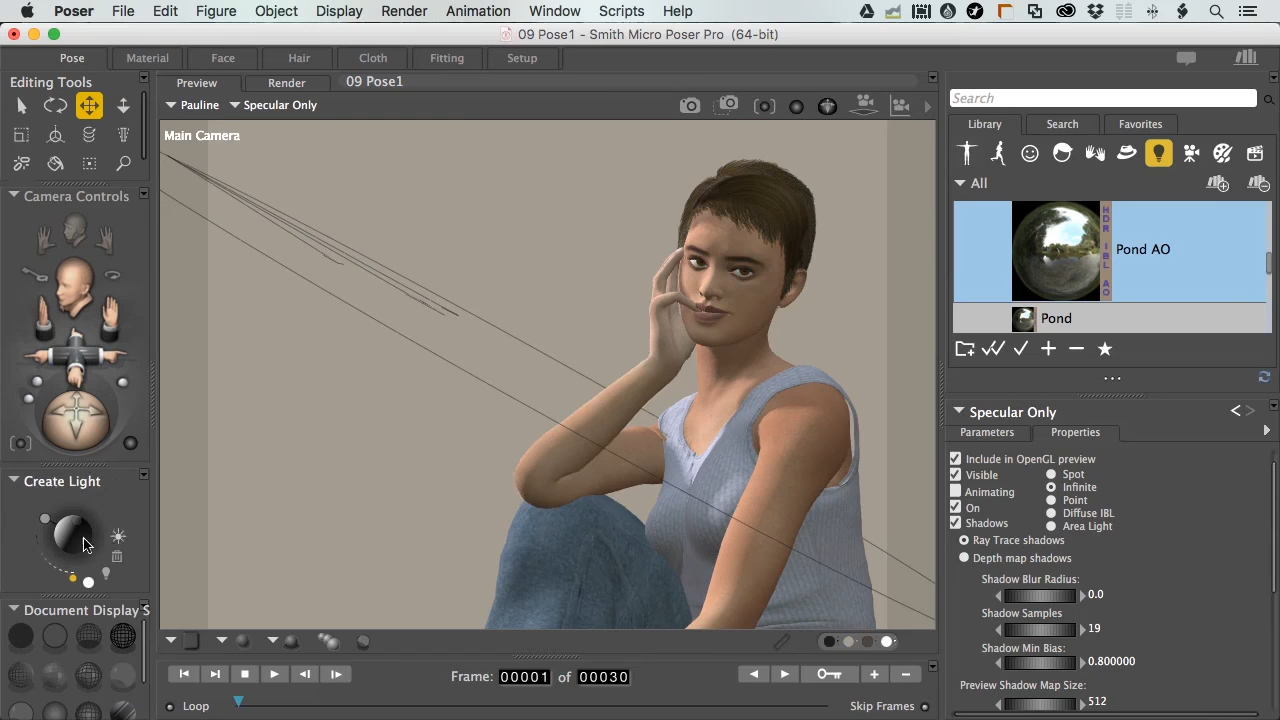 Poser File Edit Figure Object Display Render Animation Window Scripts Help
09 Pose1 - Smith Micro Poser Pro (64-bit)
Pose Material Face Hair Cloth Fitting Setup
Editing Tools
Preview Render 09 Pose1
Pauline Specular Only
Main Camera
Camera Controls
Create Light
Document Display S
Search
Library Search Favorites
All
HDR IBL AO
Pond AO
Pond
Specular Only
Parameters Properties
Include in OpenGL preview
Visible
Animating
On
Shadows
Spot
Infinite
Point
Diffuse IBL
Area Light
Ray Trace shadows
Depth map shadows
Shadow Blur Radius:
0.0
Shadow Samples
19
Shadow Min Bias:
0.800000
Preview Shadow Map Size:
512
Frame: 00001 of 00030
Loop
Skip Frames